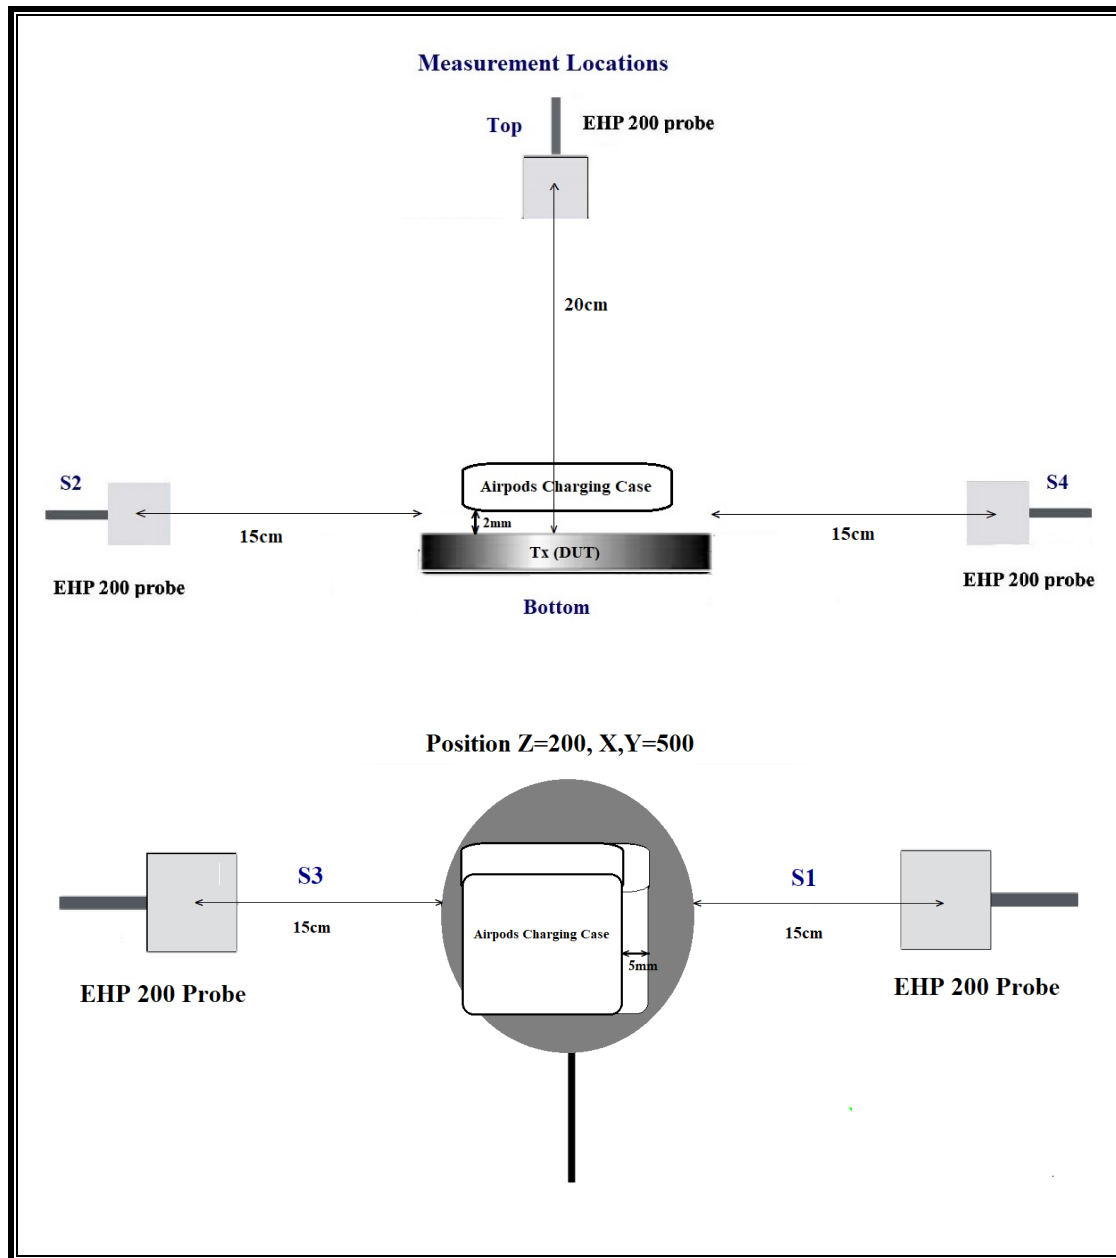 Measurement Locations
Top
EHP 200 probe
20cm
S2
Airpods Charging Case
S4
2mm
15cm
15cm
Tx (DUT)
EHP 200 probe
EHP 200 probe
Bottom
Position Z=200, X,Y=500
S3
S1
15cm
Airpods Charging Case
15cm
5mm
EHP 200 Probe
EHP 200 Probe